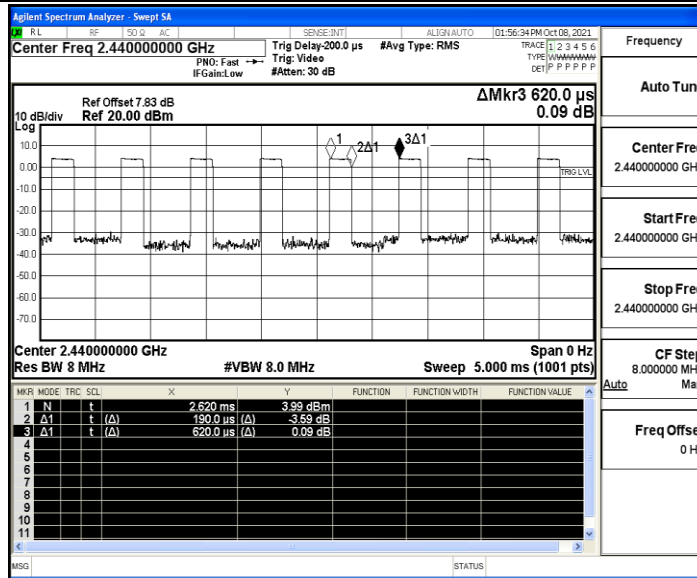 Agilent Spectrum Analyzer - Swept SA
RL RF 50 Ω AC SENSE:INT ALIGN AUTO 01:56:34 PM Oct 08, 2021
Center Freq 2.440000000 GHz
PNO: Fast
IFGain:Low
Trig Delay-200.0 µs
Trig: Video
#Atten: 30 dB
#Avg Type: RMS
TRACE 1 2 3 4 5 6
TYPE WWWWWW
DET P P P P P P
Frequency
Auto Tun
ΔMkr3 620.0 µs
0.09 dB
Ref Offset 7.83 dB
10 dB/div Ref 20.00 dBm
Log
10.0
0.00
-10.0
-20.0
-30.0
-40.0
-50.0
-60.0
-70.0
1
2Δ1
3Δ1
TRIG LVL
Center Fre
2.440000000 GH
Start Fre
2.440000000 GH
Stop Fre
2.440000000 GH
CF Ste
8.000000 MH
Auto Ma
Freq Offse
0 H
Center 2.440000000 GHz Span 0 Hz
Res BW 8 MHz #VBW 8.0 MHz Sweep 5.000 ms (1001 pts)
MKR MODE TRC SCL X Y FUNCTION FUNCTION WIDTH FUNCTION VALUE
1 N t 2.620 ms 3.99 dBm
2 Δ1 t (Δ) 190.0 µs (Δ) -3.59 dB
3 Δ1 t (Δ) 620.0 µs (Δ) 0.09 dB
4
5
6
7
8
9
10
11
MSG STATUS